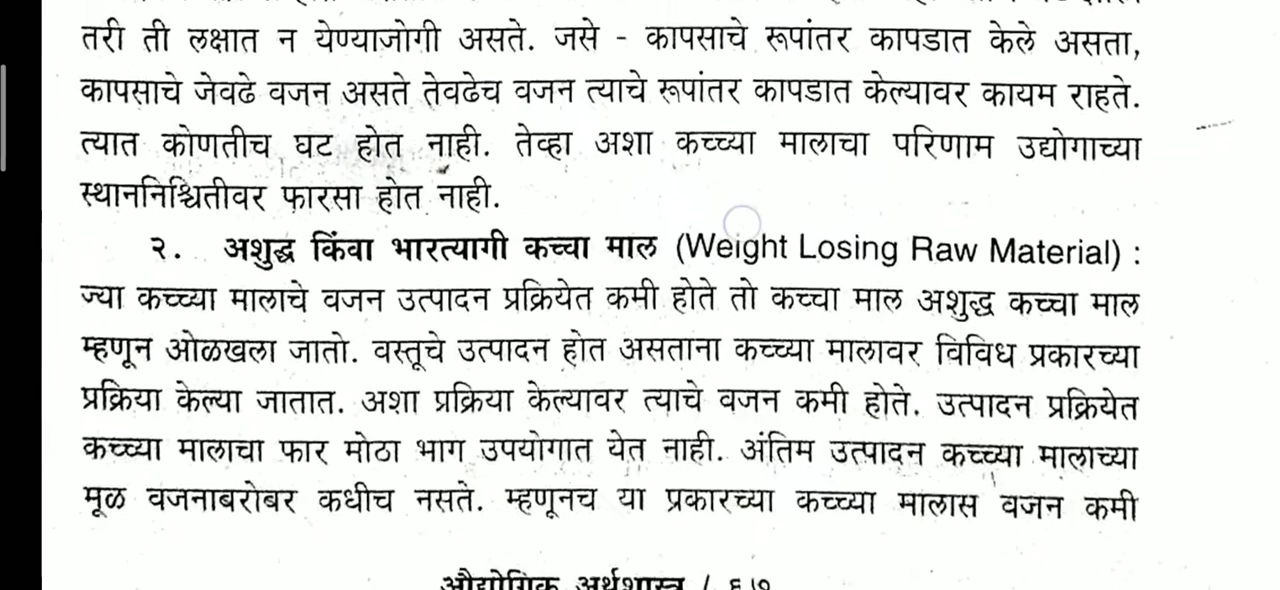 तरी ती लक्षात न येण्याजोगी असते. जसे - कापसाचे रूपांतर कापडात केले असता,
कापसाचे जेवढे वजन असते तेवढेच वजन त्याचे रूपांतर कापडात केल्यावर कायम राहते.
त्यात कोणतीच घट होत नाही. तेव्हा अशा कच्च्या मालाचा परिणाम उद्योगाच्या
स्थाननिश्चितीवर फारसा होत नाही.
२. अशुद्ध किंवा भारत्यागी कच्चा माल (Weight Losing Raw Material) :
ज्या कच्च्या मालाचे वजन उत्पादन प्रक्रियेत कमी होते तो कच्चा माल अशुद्ध कच्चा माल
म्हणून ओळखला जातो. वस्तूचे उत्पादन होत असताना कच्च्या मालावर विविध प्रकारच्या
प्रक्रिया केल्या जातात. अशा प्रक्रिया केल्यावर त्याचे वजन कमी होते. उत्पादन प्रक्रियेत
कच्च्या मालाचा फार मोठा भाग उपयोगात येत नाही. अंतिम उत्पादन कच्च्या मालाच्या
मूळ वजनाबरोबर कधीच नसते. म्हणूनच या प्रकारच्या कच्च्या मालास वजन कमी
औद्योगिक अर्थशास्त्र / ६७